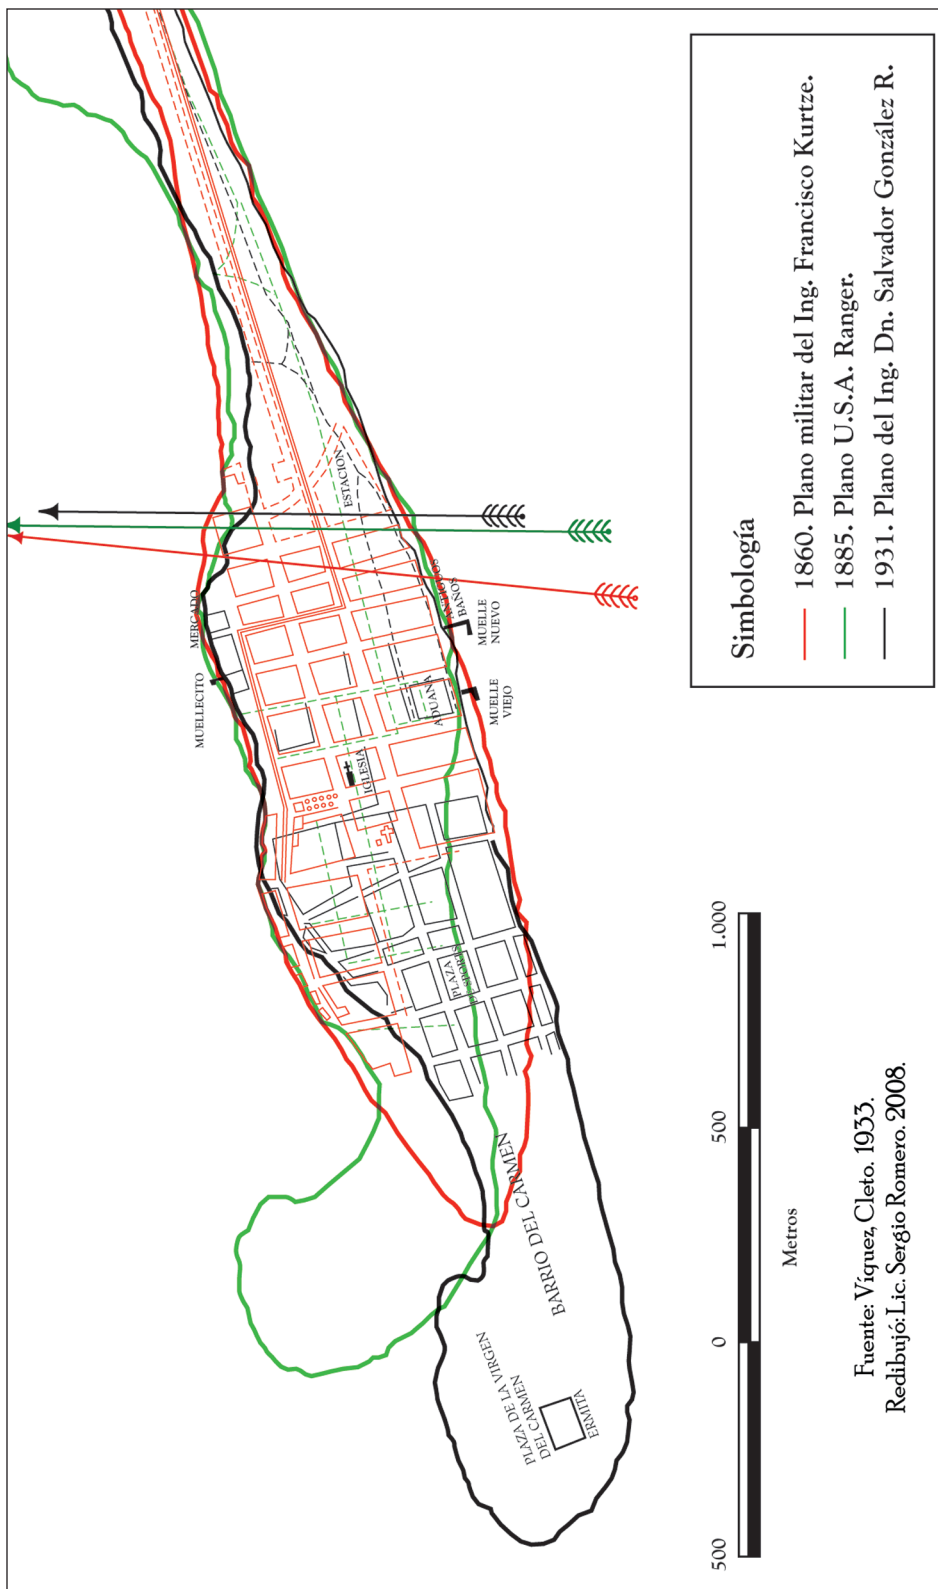 MERCADO
MUELLECITO
ESTACION
ANTIGUOS
BAÑOS
MUELLE
NUEVO
MUELLE
VIEJO
ADUANA
IGLESIA
PLAZA
DESPORTS
BARRIO DEL CARMEN
PLAZA DE LA VIRGEN
DEL CARMEN
ERMITA
Simbología
1860. Plano militar del Ing. Francisco Kurtze.
1885. Plano U.S.A. Ranger.
1931. Plano del Ing. Dn. Salvador González R.
500
0
500
1.000
Metros
Fuente: Víquez, Cleto. 1933.
Redibujó: Lic. Sergio Romero. 2008.